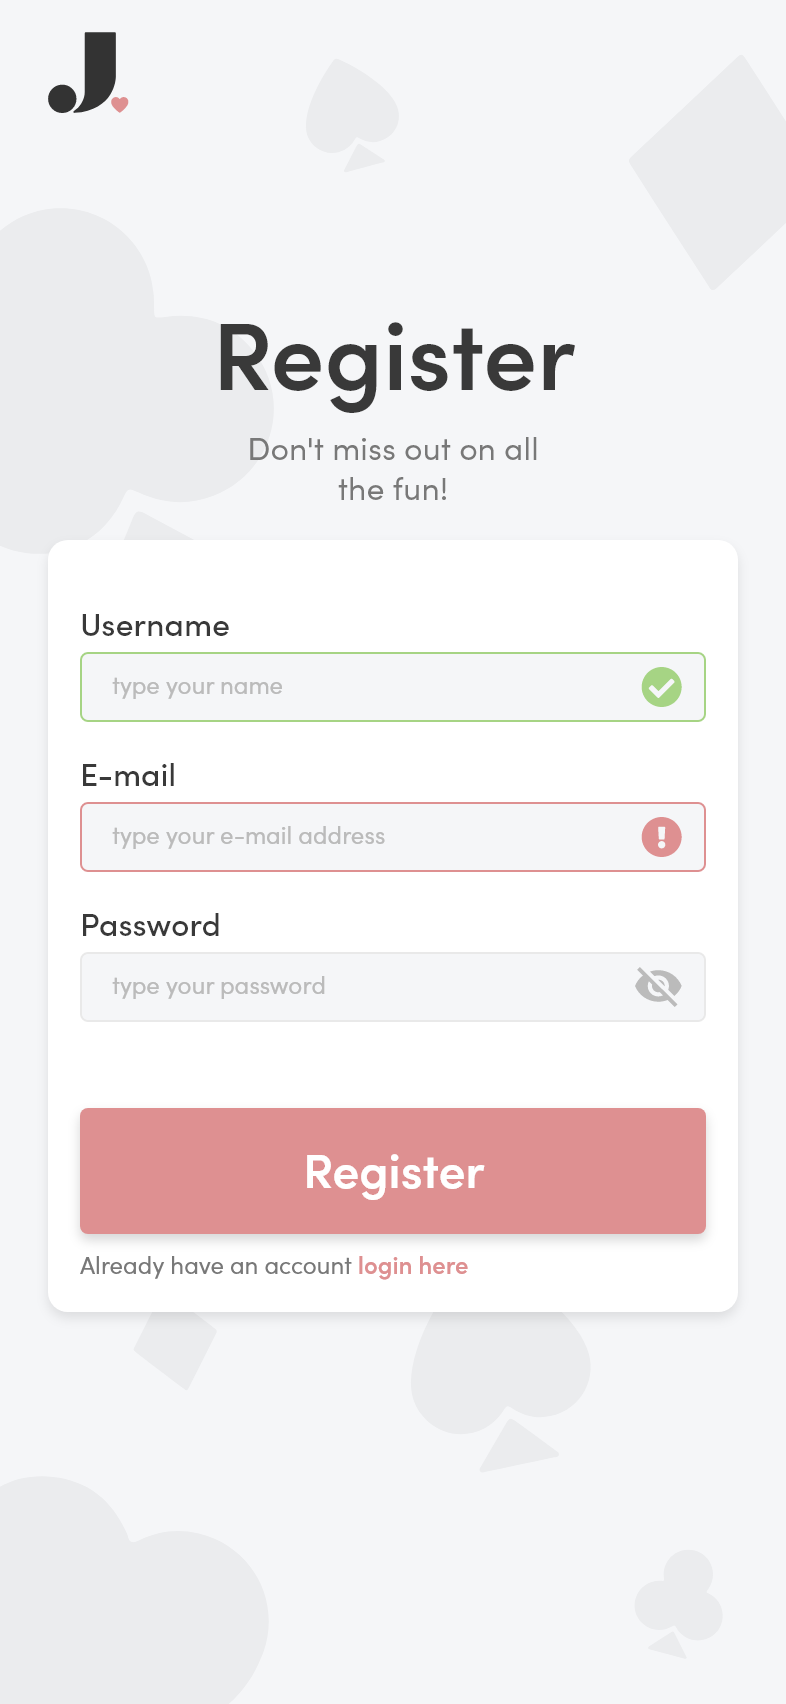 J
Register
Don't miss out on all
the fun!
Username
type your name
E-mail
type your e-mail address
Password
type your password
Register
Already have an account login here